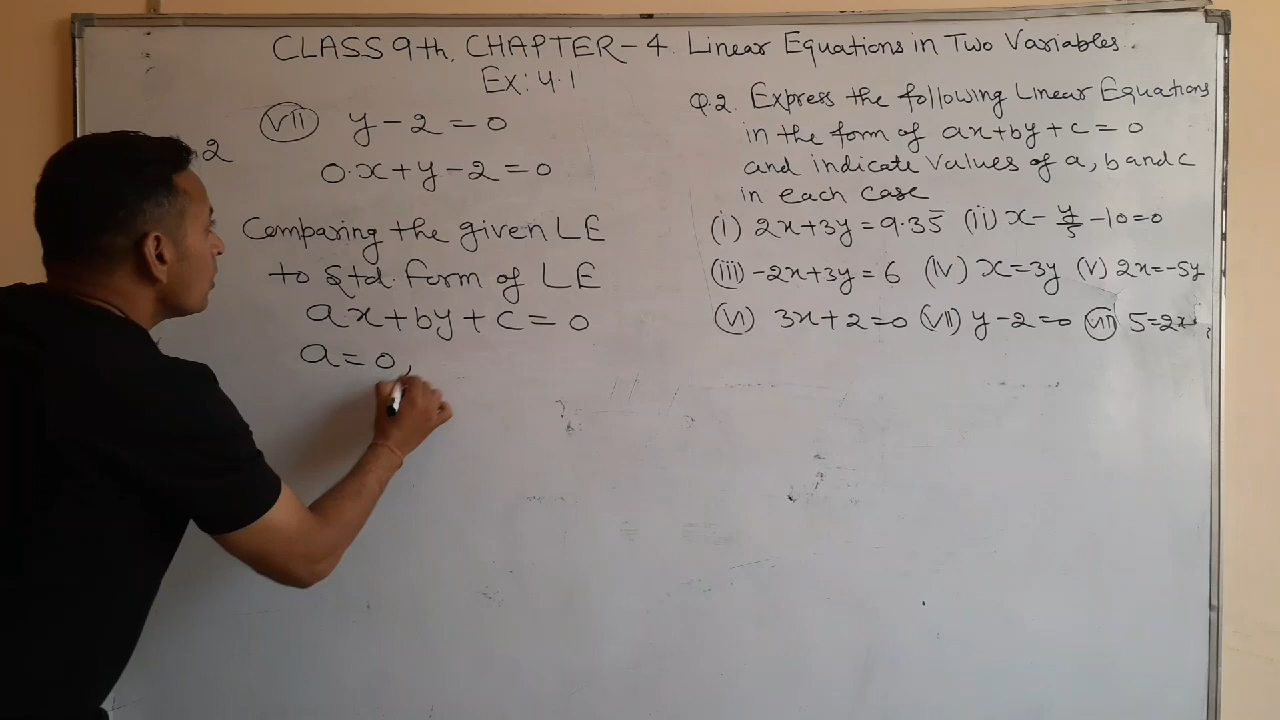 CLASS 9th, CHAPTER-4. Linear Equations in Two Variables.
Ex: 4.1
(VII) y-2=0
2
0.x+y-2=0
Comparing the given LE
to Std. form of LE
ax+by+c=0
a=0,
Q.2. Express the following Linear Equations
in the form of ax+by+c=0
and indicate values of a, b and c
in each case
(i) 2x+3y=9.35 (ii) x-y/5-10=0
(iii) -2x+3y=6 (iv) x=3y (v) 2x=-5y
(vi) 3x+2=0 (vii) y-2=0 (viii) 5=2x